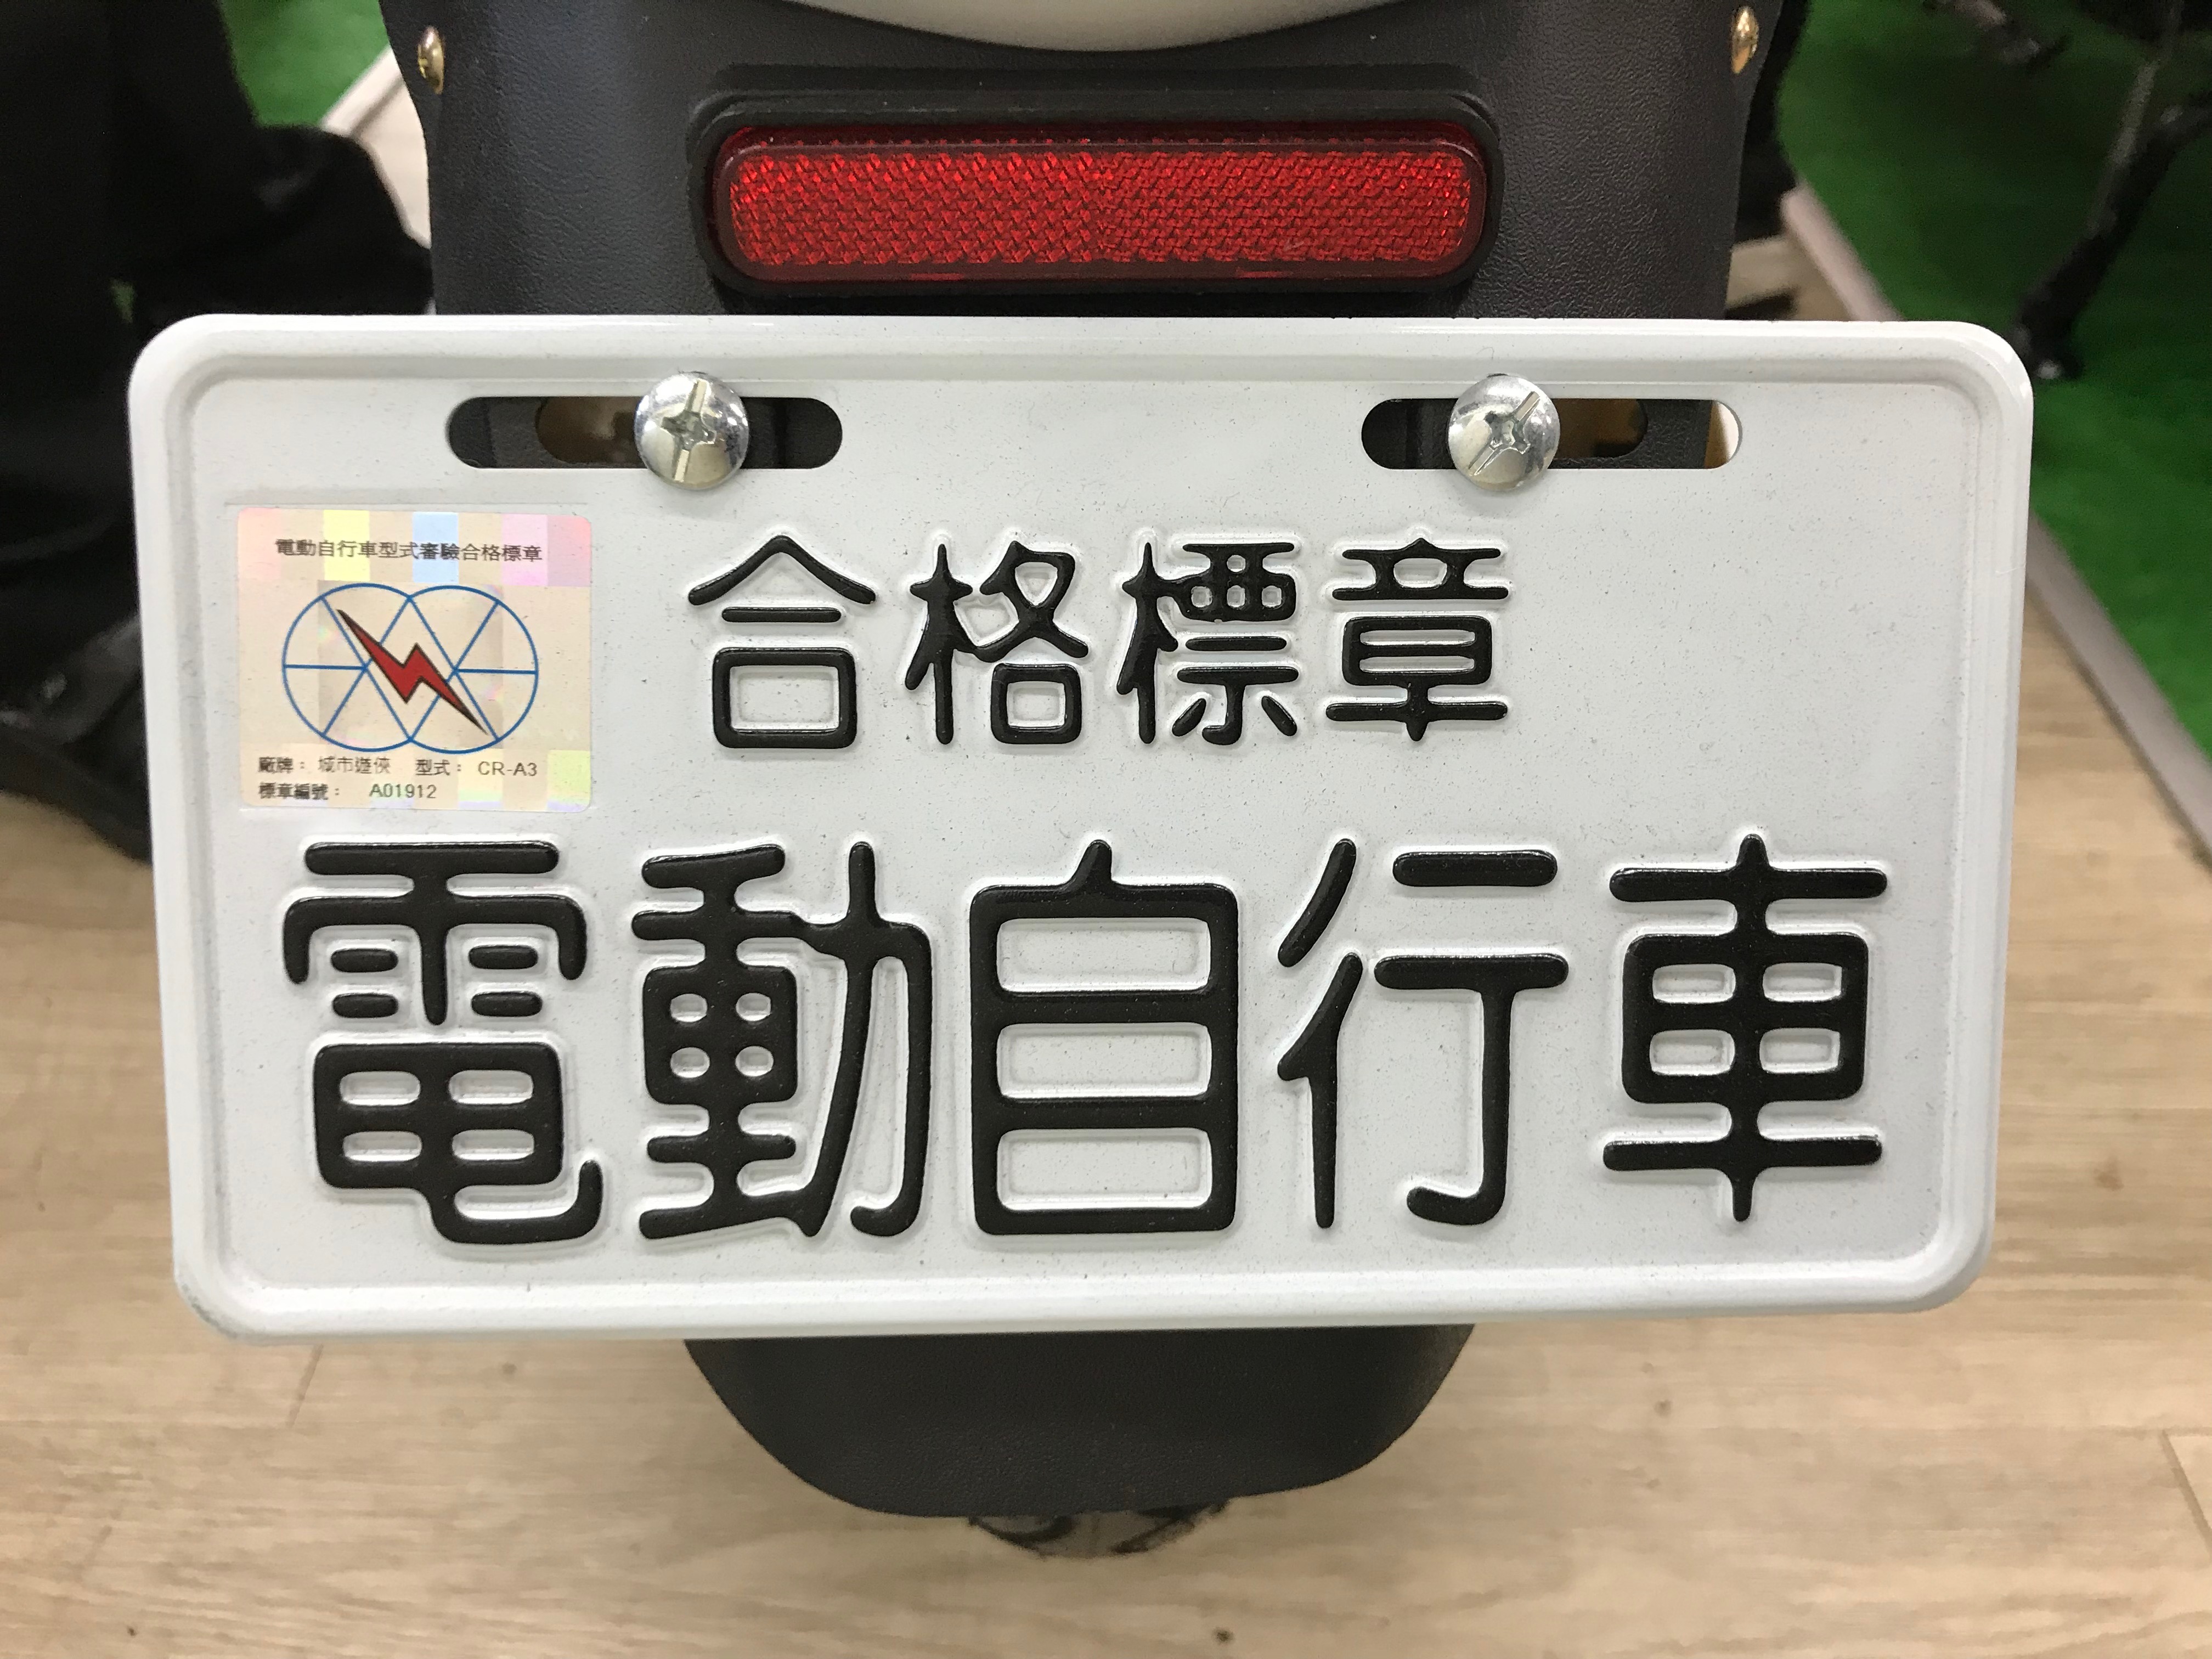 電動自行車型式審驗合格標章
廠牌： 城市遊俠 型式： CR-A3
標章編號： A01912
合格標章
電動自行車